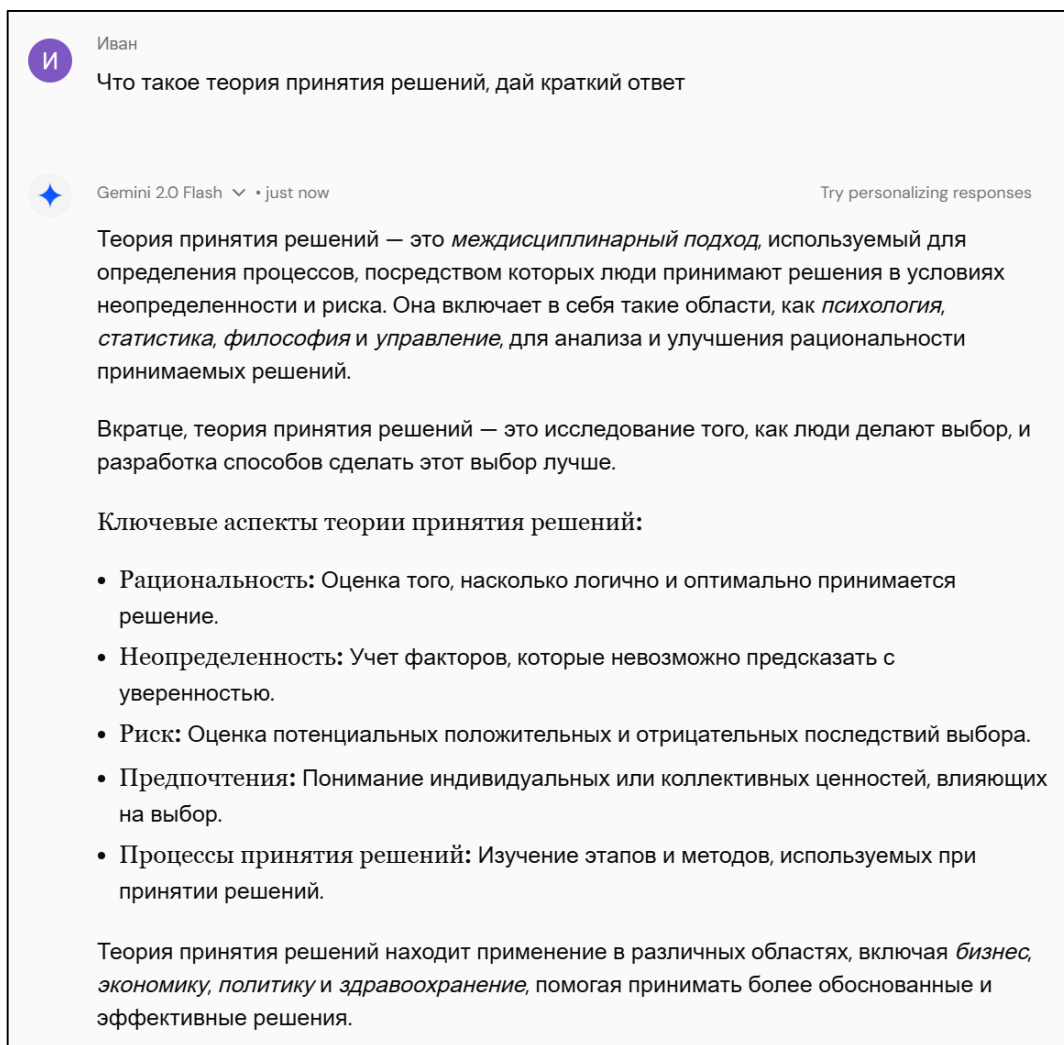 Иван
И
Что такое теория принятия решений, дай краткий ответ
Gemini 2.0 Flash • just now
Try personalizing responses
Теория принятия решений — это междисциплинарный подход, используемый для
определения процессов, посредством которых люди принимают решения в условиях
неопределенности и риска. Она включает в себя такие области, как психология,
статистика, философия и управление, для анализа и улучшения рациональности
принимаемых решений.
Вкратце, теория принятия решений — это исследование того, как люди делают выбор, и
разработка способов сделать этот выбор лучше.
Ключевые аспекты теории принятия решений:
• Рациональность: Оценка того, насколько логично и оптимально принимается
решение.
• Неопределенность: Учет факторов, которые невозможно предсказать с
уверенностью.
• Риск: Оценка потенциальных положительных и отрицательных последствий выбора.
• Предпочтения: Понимание индивидуальных или коллективных ценностей, влияющих
на выбор.
• Процессы принятия решений: Изучение этапов и методов, используемых при
принятии решений.
Теория принятия решений находит применение в различных областях, включая бизнес,
экономику, политику и здравоохранение, помогая принимать более обоснованные и
эффективные решения.